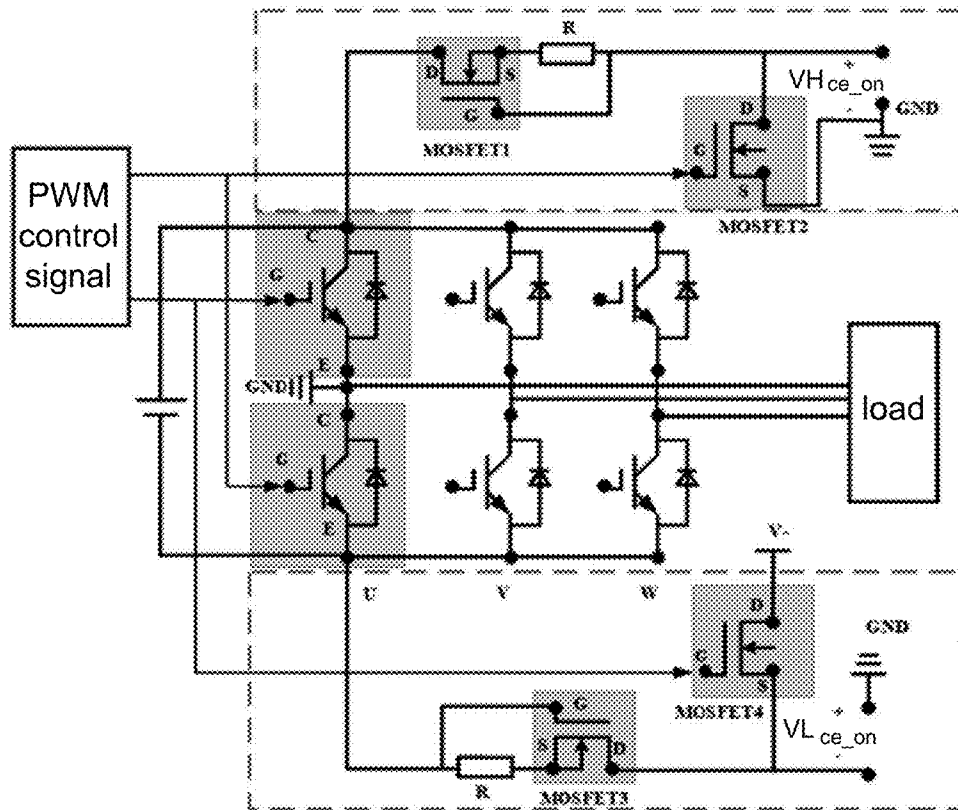 R
D
S
G
MOSFET1
VHce_on
+
-
GND
D
G
S
MOSFET2
PWM
control
signal
C
G
E
GND
C
G
E
load
U
V
W
V-
D
G
S
MOSFET4
GND
+
VLce_on
-
G
S
D
R
MOSFET3